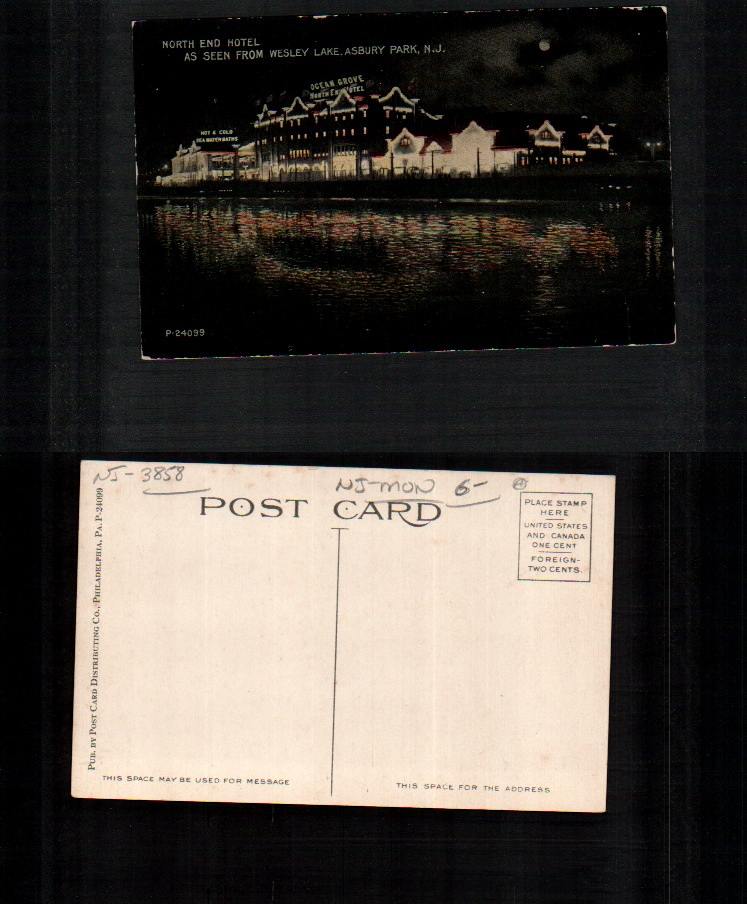 NORTH END HOTEL
AS SEEN FROM WESLEY LAKE, ASBURY PARK, N.J.
OCEAN GROVE
NORTH END HOTEL
HOT & COLD
SEA WATER BATHS
P-24099
NJ-3858
NJ-MON 6-
POST CARD
PLACE STAMP
HERE
UNITED STATES
AND CANADA
ONE CENT
FOREIGN-
TWO CENTS.
PUB. BY POST CARD DISTRIBUTING CO., PHILADELPHIA, PA. P-24099
THIS SPACE MAY BE USED FOR MESSAGE
THIS SPACE FOR THE ADDRESS